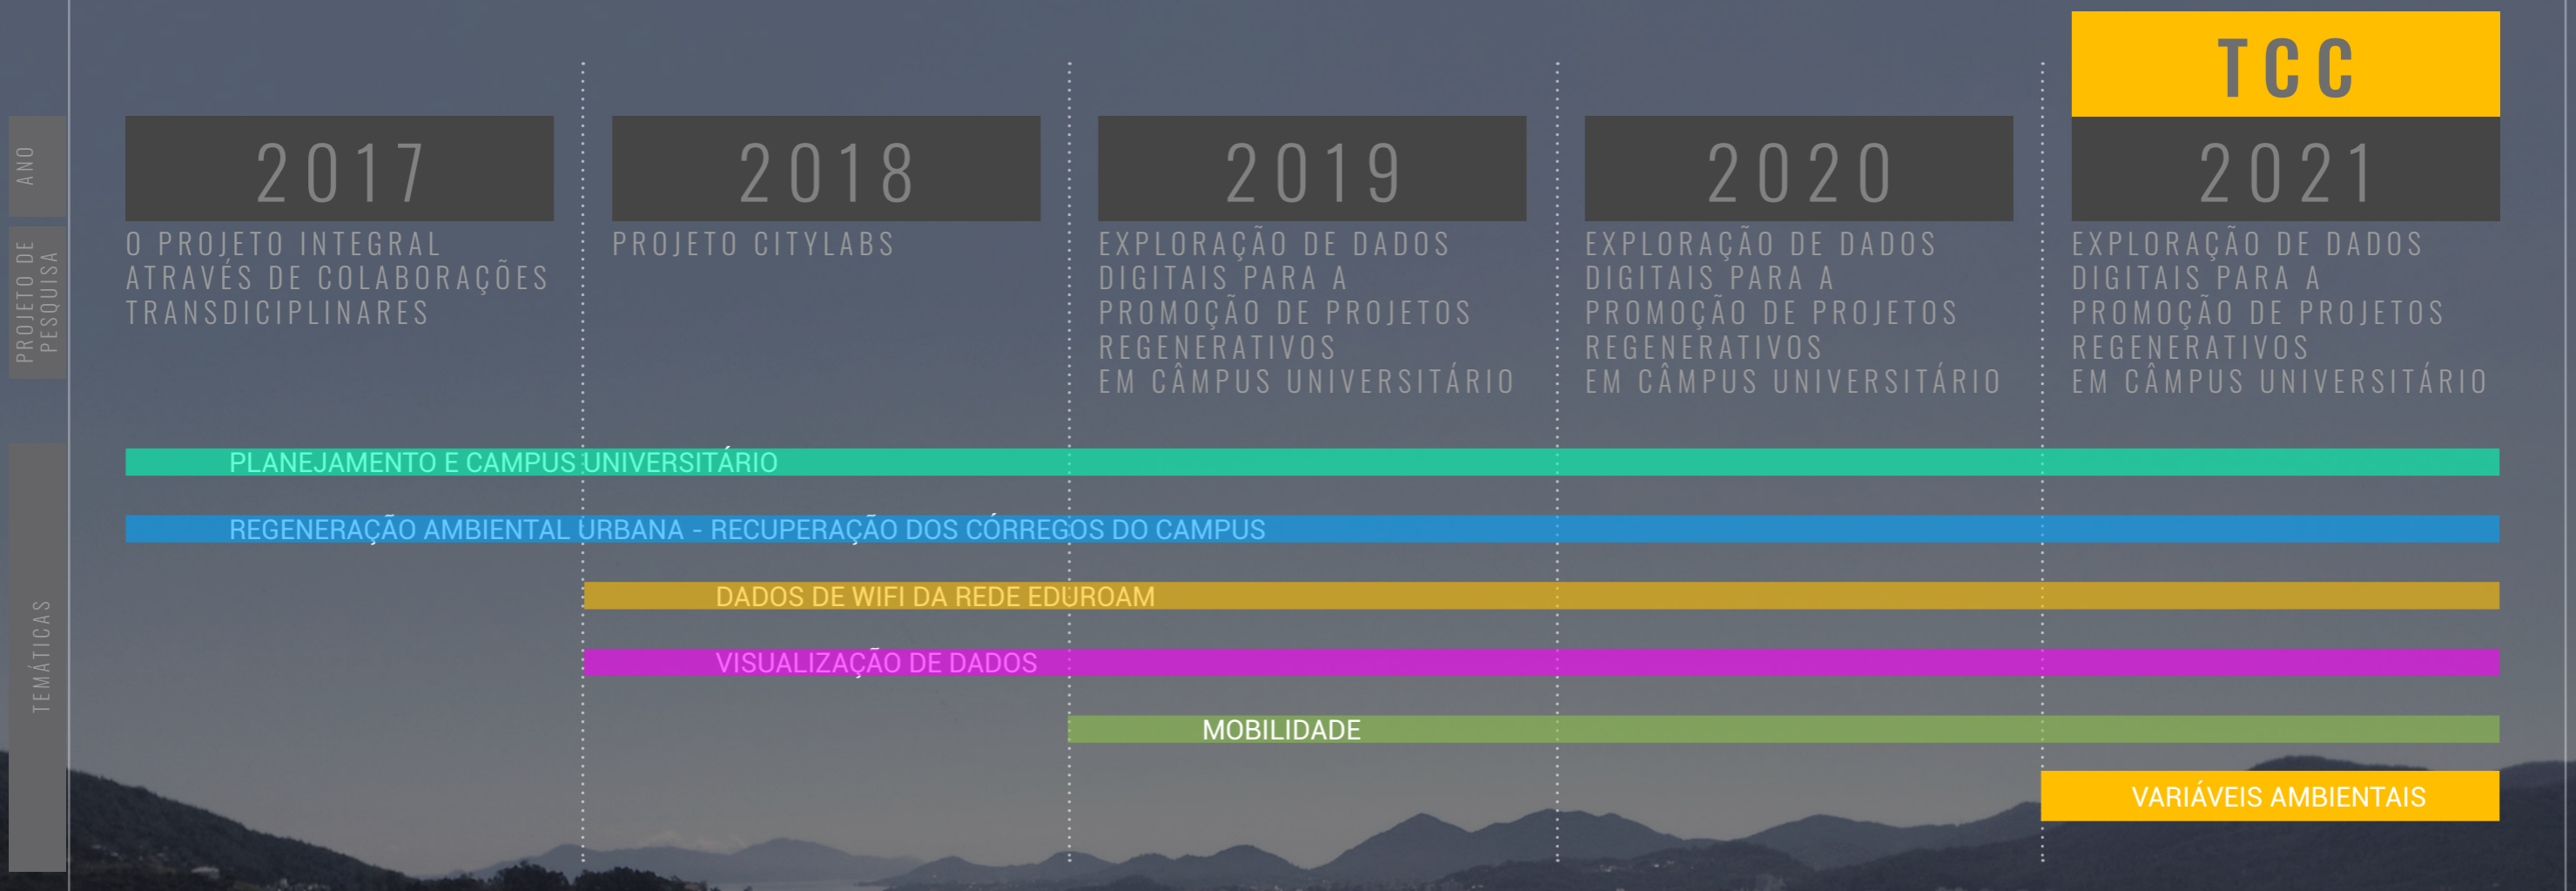 TCC
ANO
2017
2018
2019
2020
2021
PROJETO DE
PESQUISA
O PROJETO INTEGRAL
ATRAVÉS DE COLABORAÇÕES
TRANSDICIPLINARES
PROJETO CITYLABS
EXPLORAÇÃO DE DADOS
DIGITAIS PARA A
PROMOÇÃO DE PROJETOS
REGENERATIVOS
EM CÂMPUS UNIVERSITÁRIO
EXPLORAÇÃO DE DADOS
DIGITAIS PARA A
PROMOÇÃO DE PROJETOS
REGENERATIVOS
EM CÂMPUS UNIVERSITÁRIO
EXPLORAÇÃO DE DADOS
DIGITAIS PARA A
PROMOÇÃO DE PROJETOS
REGENERATIVOS
EM CÂMPUS UNIVERSITÁRIO
TEMÁTICAS
PLANEJAMENTO E CAMPUS UNIVERSITÁRIO
REGENERAÇÃO AMBIENTAL URBANA - RECUPERAÇÃO DOS CÓRREGOS DO CAMPUS
DADOS DE WIFI DA REDE EDUROAM
VISUALIZAÇÃO DE DADOS
MOBILIDADE
VARIÁVEIS AMBIENTAIS